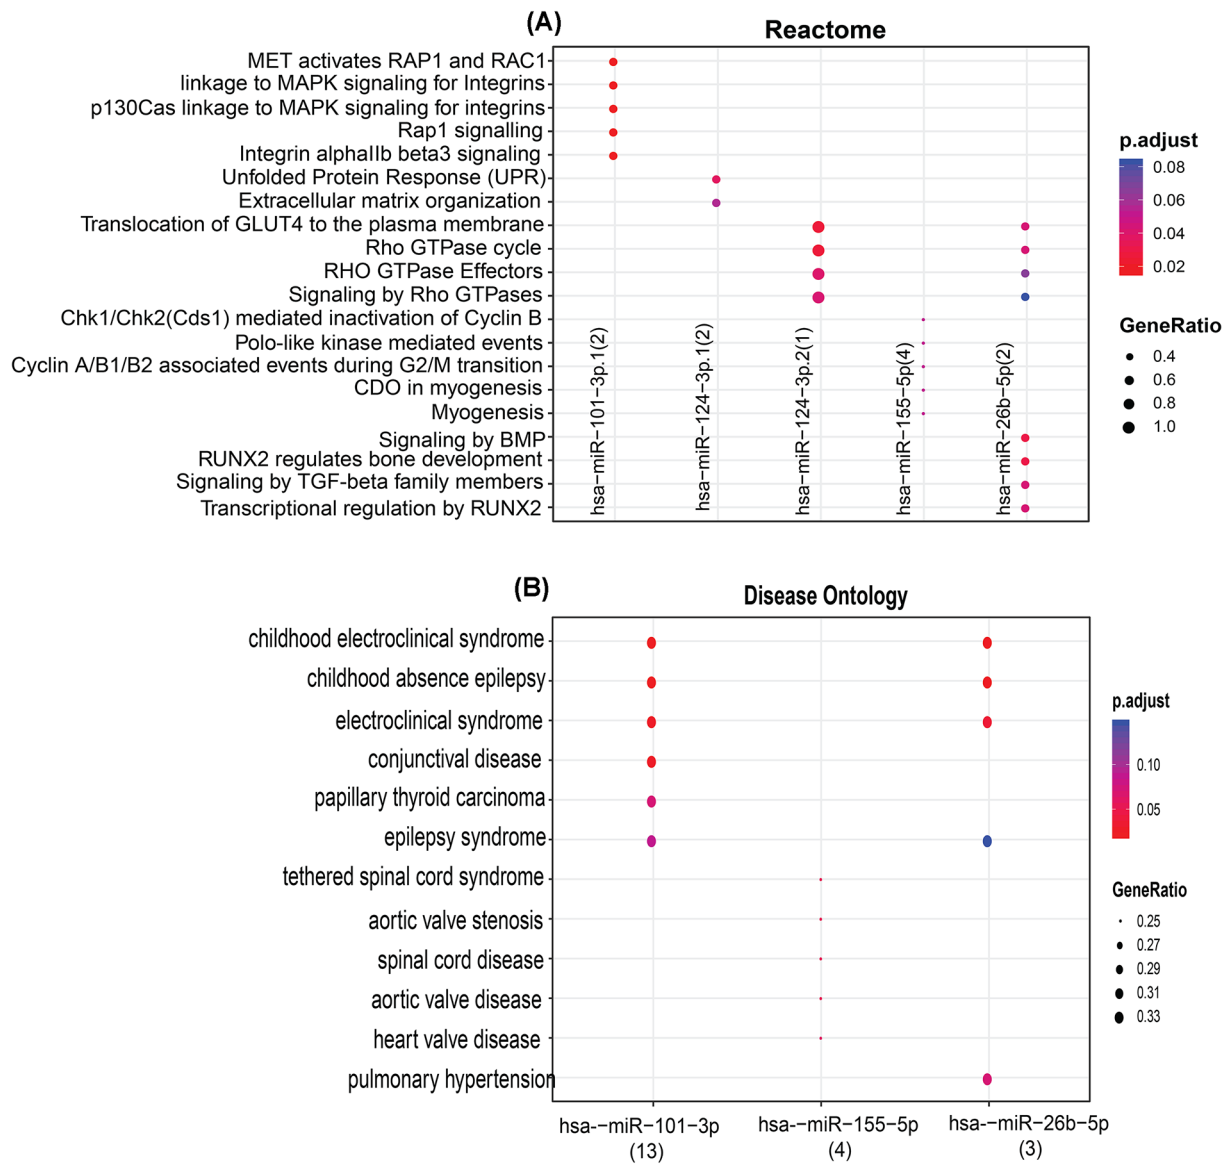 (A)
Reactome
MET activates RAP1 and RAC1
linkage to MAPK signaling for Integrins
p130Cas linkage to MAPK signaling for integrins
Rap1 signalling
Integrin alphaIIb beta3 signaling
Unfolded Protein Response (UPR)
Extracellular matrix organization
Translocation of GLUT4 to the plasma membrane
Rho GTPase cycle
RHO GTPase Effectors
Signaling by Rho GTPases
Chk1/Chk2(Cds1) mediated inactivation of Cyclin B
Polo-like kinase mediated events
Cyclin A/B1/B2 associated events during G2/M transition
CDO in myogenesis
Myogenesis
Signaling by BMP
RUNX2 regulates bone development
Signaling by TGF-beta family members
Transcriptional regulation by RUNX2
hsa−miR−101−3p.1(2)
hsa−miR−124−3p.1(2)
hsa−miR−124−3p.2(1)
hsa−miR−155−5p(4)
hsa−miR−26b−5p(2)
p.adjust
0.08
0.06
0.04
0.02
GeneRatio
0.4
0.6
0.8
1.0
(B)
Disease Ontology
childhood electroclinical syndrome
childhood absence epilepsy
electroclinical syndrome
conjunctival disease
papillary thyroid carcinoma
epilepsy syndrome
tethered spinal cord syndrome
aortic valve stenosis
spinal cord disease
aortic valve disease
heart valve disease
pulmonary hypertension
hsa-−miR−101−3p
(13)
hsa-−miR−155−5p
(4)
hsa-−miR−26b−5p
(3)
p.adjust
0.10
0.05
GeneRatio
0.25
0.27
0.29
0.31
0.33